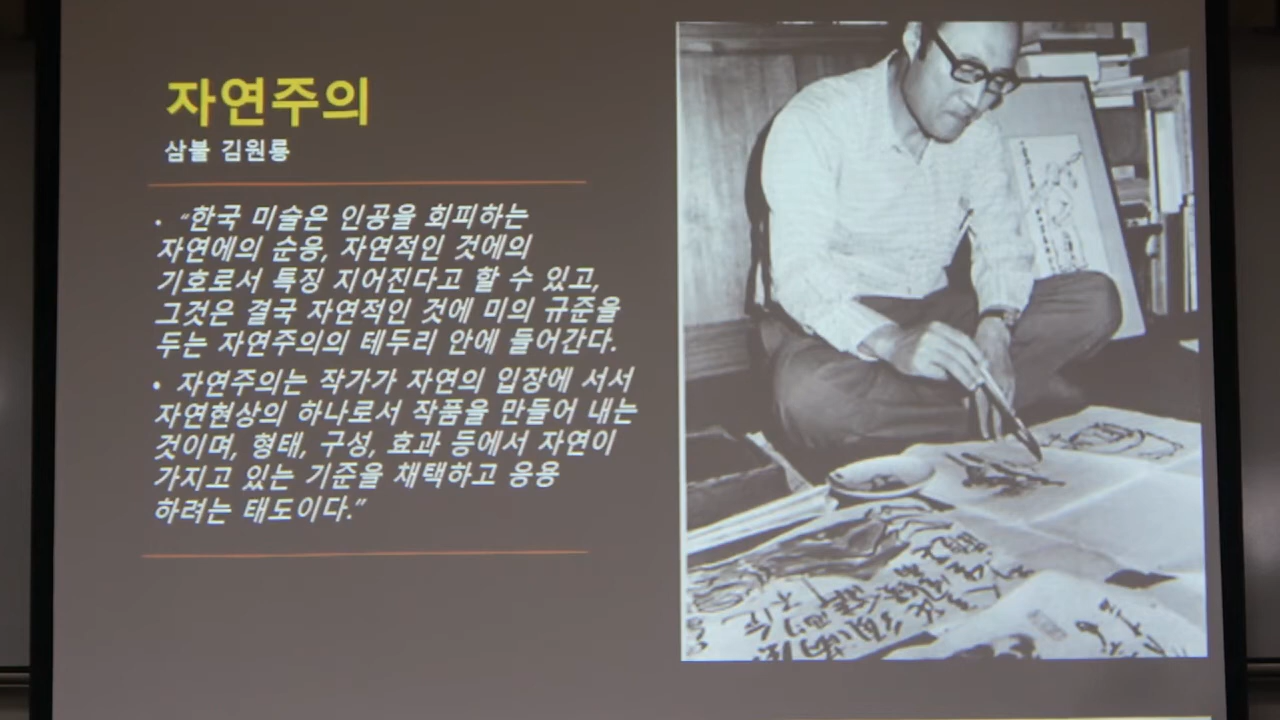 자연주의
삼불 김원룡
• “한국 미술은 인공을 회피하는
자연에의 순응, 자연적인 것에의
기호로서 특징 지어진다고 할 수 있고,
그것은 결국 자연적인 것에 미의 규준을
두는 자연주의의 테두리 안에 들어간다.
• 자연주의는 작가가 자연의 입장에 서서
자연현상의 하나로서 작품을 만들어 내는
것이며, 형태, 구성, 효과 등에서 자연이
가지고 있는 기준을 채택하고 응용
하려는 태도이다.”